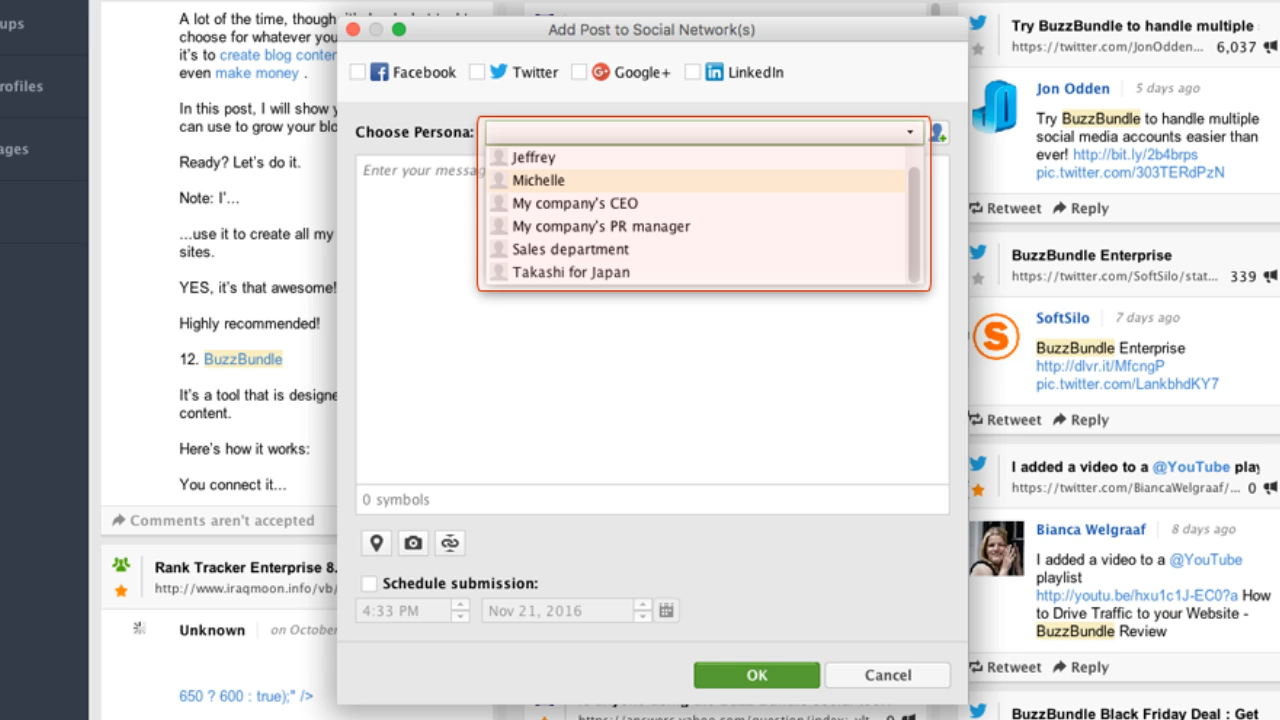 ups
rofiles
ages
A lot of the time, though
choose for whatever you
it's to create blog conten
even make money .
In this post, I will show y
can use to grow your blo
Ready? Let's do it.
Note: I'...
...use it to create all my
sites.
YES, it's that awesome!
Highly recommended!
12. BuzzBundle
It's a tool that is designe
content.
Here's how it works:
You connect it...
Comments aren't accepted
Rank Tracker Enterprise 8.
http://www.iraqmoon.info/vb/
Unknown on October
650 ? 600 : true);" />
Add Post to Social Network(s)
Facebook Twitter Google+ LinkedIn
Choose Persona:
Enter your messag
Jeffrey
Michelle
My company's CEO
My company's PR manager
Sales department
Takashi for Japan
0 symbols
Schedule submission:
4:33 PM Nov 21, 2016
OK Cancel
Try BuzzBundle to handle multiple
https://twitter.com/JonOdden... 6,037
Jon Odden 5 days ago
Try BuzzBundle to handle multiple
social media accounts easier than
ever! http://bit.ly/2b4brps
pic.twitter.com/303TERdPzN
Retweet Reply
BuzzBundle Enterprise
https://twitter.com/SoftSilo/stat... 339
SoftSilo 7 days ago
BuzzBundle Enterprise
http://dlvr.it/MfcngP
pic.twitter.com/LankbhdKY7
Retweet Reply
I added a video to a @YouTube play
https://twitter.com/BiancaWelgraaf/... 0
Bianca Welgraaf 8 days ago
I added a video to a @YouTube
playlist
http://youtu.be/hxu1c1J-EC0?a How
to Drive Traffic to your Website -
BuzzBundle Review
Retweet Reply
BuzzBundle Black Friday Deal : Get